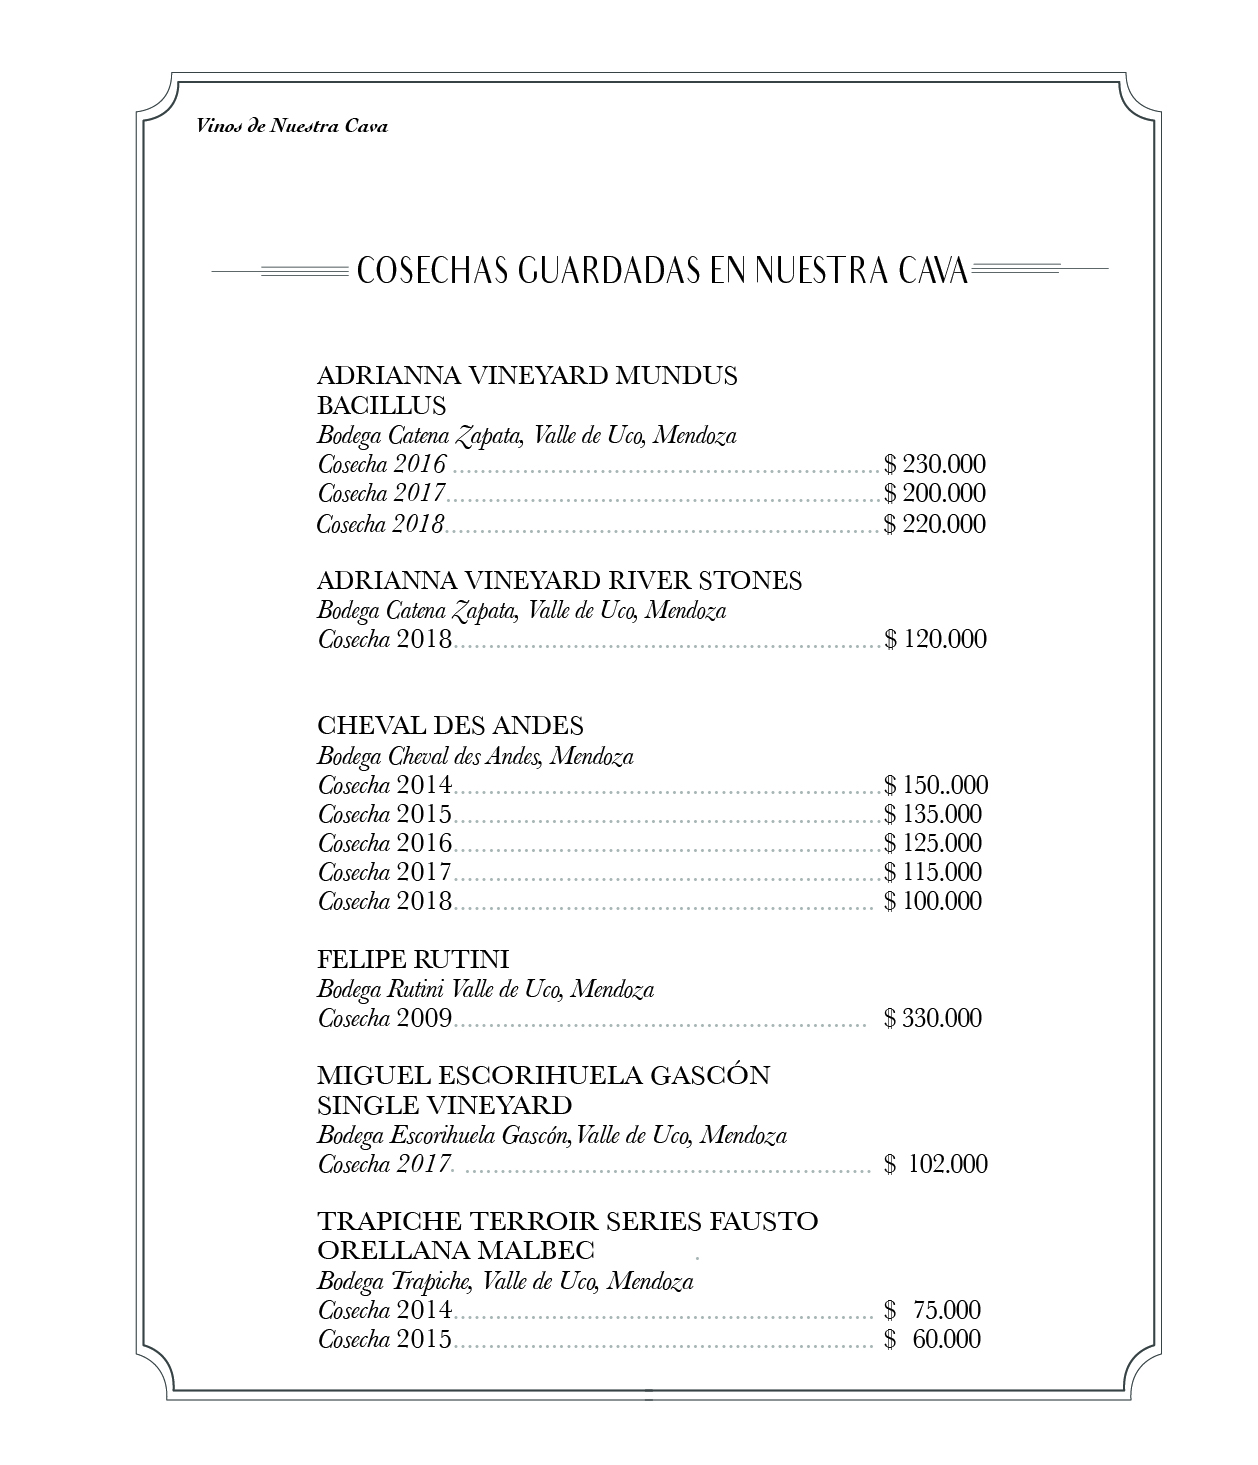 Vinos de Nuestra Cava
COSECHAS GUARDADAS EN NUESTRA CAVA
ADRIANNA VINEYARD MUNDUS
BACILLUS
Bodega Catena Zapata, Valle de Uco, Mendoza
Cosecha 2016 ............................................................. $ 230.000
Cosecha 2017.............................................................. $ 200.000
Cosecha 2018.............................................................. $ 220.000
ADRIANNA VINEYARD RIVER STONES
Bodega Catena Zapata, Valle de Uco, Mendoza
Cosecha 2018............................................................. $ 120.000
CHEVAL DES ANDES
Bodega Cheval des Andes, Mendoza
Cosecha 2014............................................................. $ 150..000
Cosecha 2015............................................................. $ 135.000
Cosecha 2016............................................................. $ 125.000
Cosecha 2017............................................................. $ 115.000
Cosecha 2018............................................................ $ 100.000
FELIPE RUTINI
Bodega Rutini Valle de Uco, Mendoza
Cosecha 2009........................................................... $ 330.000
MIGUEL ESCORIHUELA GASCÓN
SINGLE VINEYARD
Bodega Escorihuela Gascón, Valle de Uco, Mendoza
Cosecha 2017. .......................................................... $ 102.000
TRAPICHE TERROIR SERIES FAUSTO
ORELLANA MALBEC .
Bodega Trapiche, Valle de Uco, Mendoza
Cosecha 2014............................................................ $ 75.000
Cosecha 2015............................................................ $ 60.000